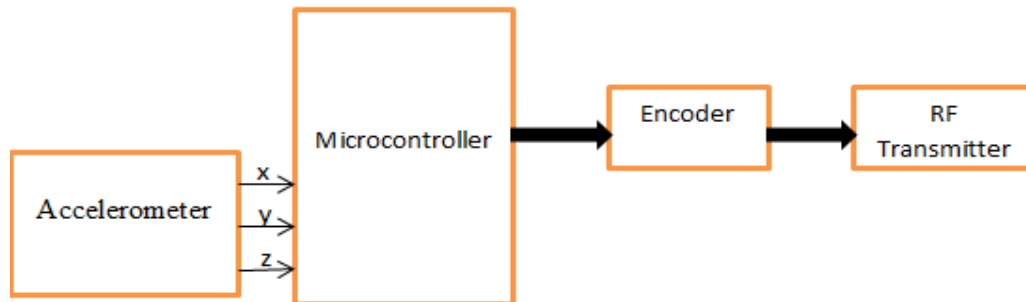 Accelerometer
x
y
z
Microcontroller
Encoder
RF
Transmitter